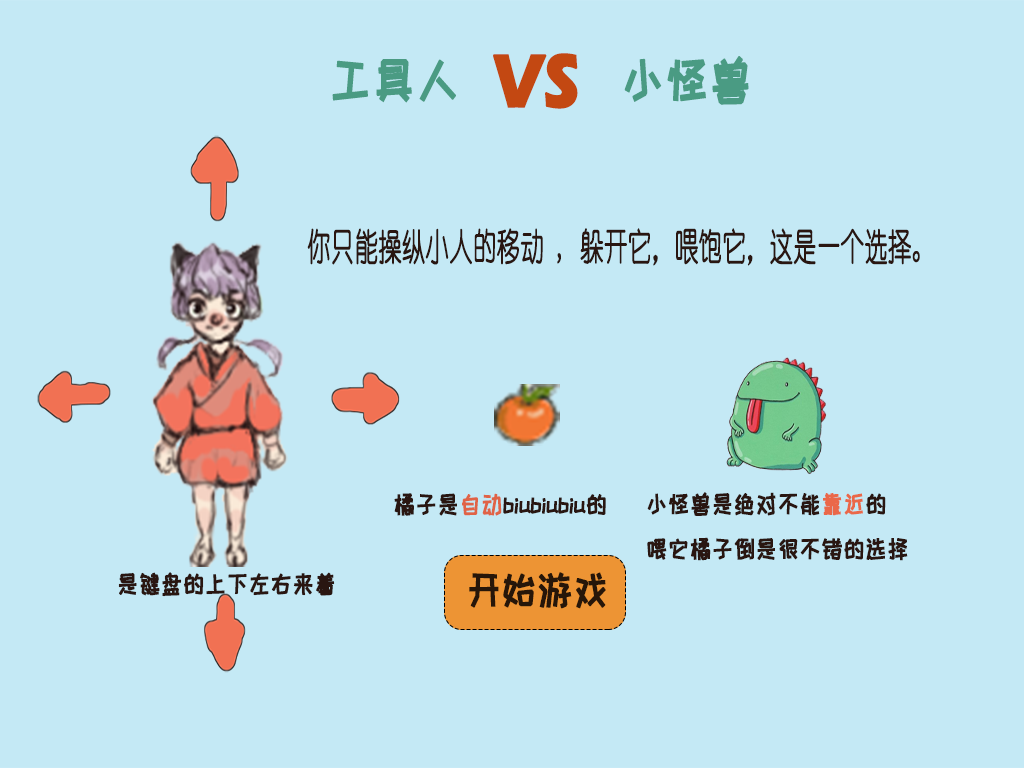 工具人 VS 小怪兽
你只能操纵小人的移动 ，躲开它，喂饱它，这是一个选择。
橘子是自动biubiubiu的
小怪兽是绝对不能靠近的
喂它橘子倒是很不错的选择
是键盘的上下左右来着
开始游戏